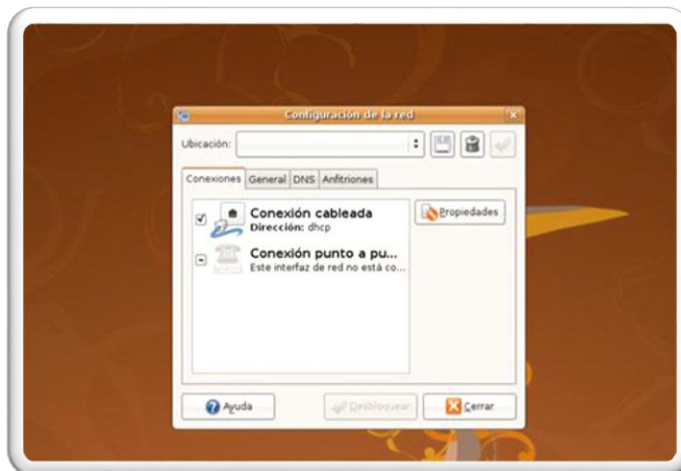 Configuración de la red
Ubicación:
Conexiones General DNS Anfitriones
Conexión cableada
Dirección: dhcp
Propiedades
Conexión punto a pu...
Este interfaz de red no está co...
Ayuda
Desbloquear
Cerrar